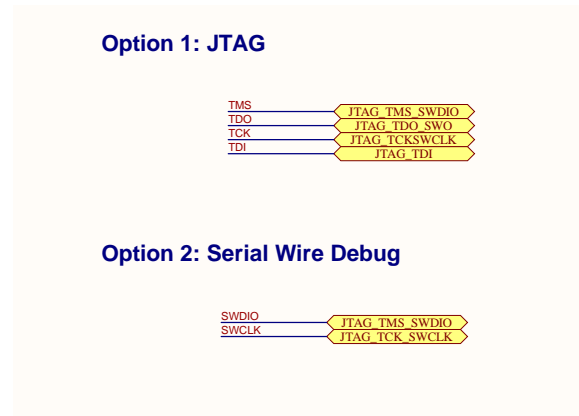 Option 1: JTAG
TMS JTAG_TMS_SWDIO
TDO JTAG_TDO_SWO
TCK JTAG_TCKSWCLK
TDI JTAG_TDI
Option 2: Serial Wire Debug
SWDIO JTAG_TMS_SWDIO
SWCLK JTAG_TCK_SWCLK